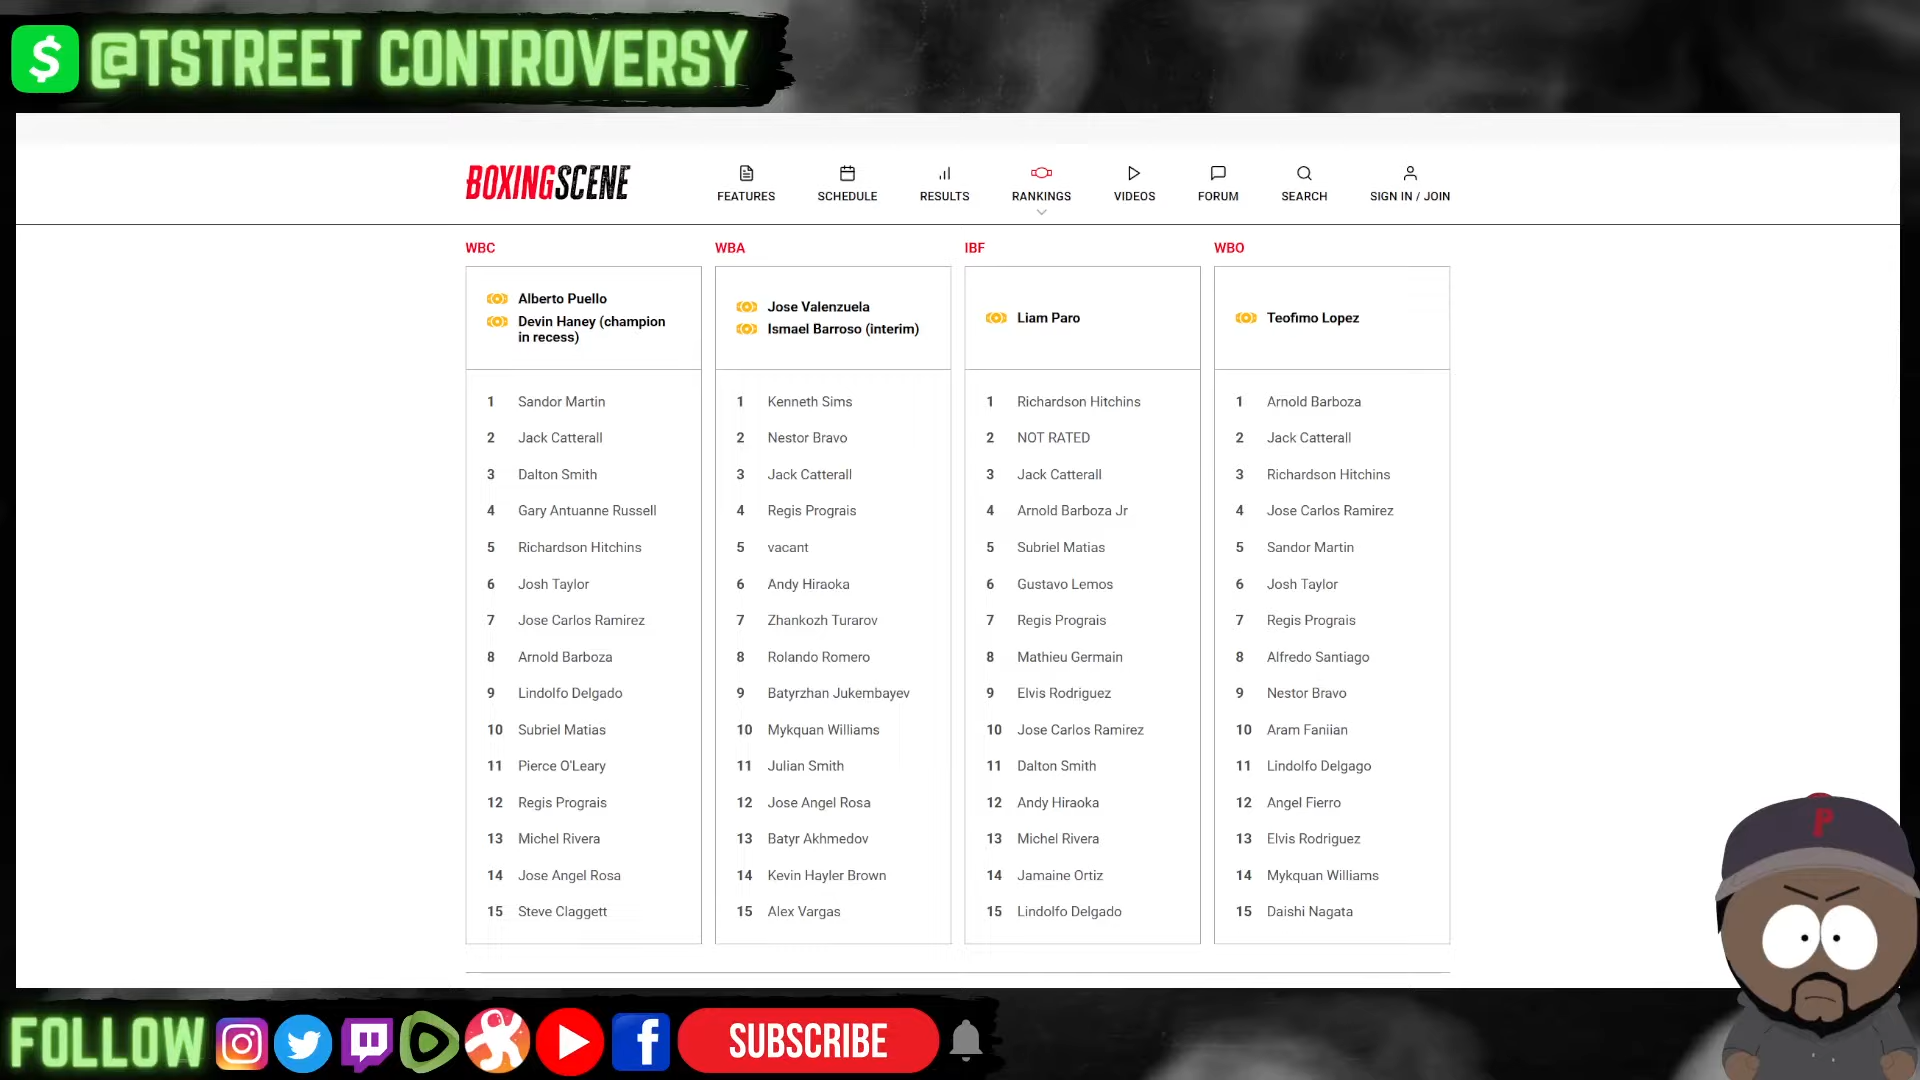 $ @TSTREET CONTROVERSY
BOXINGSCENE
FEATURES
SCHEDULE
RESULTS
RANKINGS
VIDEOS
FORUM
SEARCH
SIGN IN / JOIN
WBC
Alberto Puello
Devin Haney (champion
in recess)
1 Sandor Martin
2 Jack Catterall
3 Dalton Smith
4 Gary Antuanne Russell
5 Richardson Hitchins
6 Josh Taylor
7 Jose Carlos Ramirez
8 Arnold Barboza
9 Lindolfo Delgado
10 Subriel Matias
11 Pierce O'Leary
12 Regis Prograis
13 Michel Rivera
14 Jose Angel Rosa
15 Steve Claggett
WBA
Jose Valenzuela
Ismael Barroso (interim)
1 Kenneth Sims
2 Nestor Bravo
3 Jack Catterall
4 Regis Prograis
5 vacant
6 Andy Hiraoka
7 Zhankozh Turarov
8 Rolando Romero
9 Batyrzhan Jukembayev
10 Mykquan Williams
11 Julian Smith
12 Jose Angel Rosa
13 Batyr Akhmedov
14 Kevin Hayler Brown
15 Alex Vargas
IBF
Liam Paro
1 Richardson Hitchins
2 NOT RATED
3 Jack Catterall
4 Arnold Barboza Jr
5 Subriel Matias
6 Gustavo Lemos
7 Regis Prograis
8 Mathieu Germain
9 Elvis Rodriguez
10 Jose Carlos Ramirez
11 Dalton Smith
12 Andy Hiraoka
13 Michel Rivera
14 Jamaine Ortiz
15 Lindolfo Delgado
WBO
Teofimo Lopez
1 Arnold Barboza
2 Jack Catterall
3 Richardson Hitchins
4 Jose Carlos Ramirez
5 Sandor Martin
6 Josh Taylor
7 Regis Prograis
8 Alfredo Santiago
9 Nestor Bravo
10 Aram Faniian
11 Lindolfo Delgago
12 Angel Fierro
13 Elvis Rodriguez
14 Mykquan Williams
15 Daishi Nagata
P
FOLLOW
SUBSCRIBE